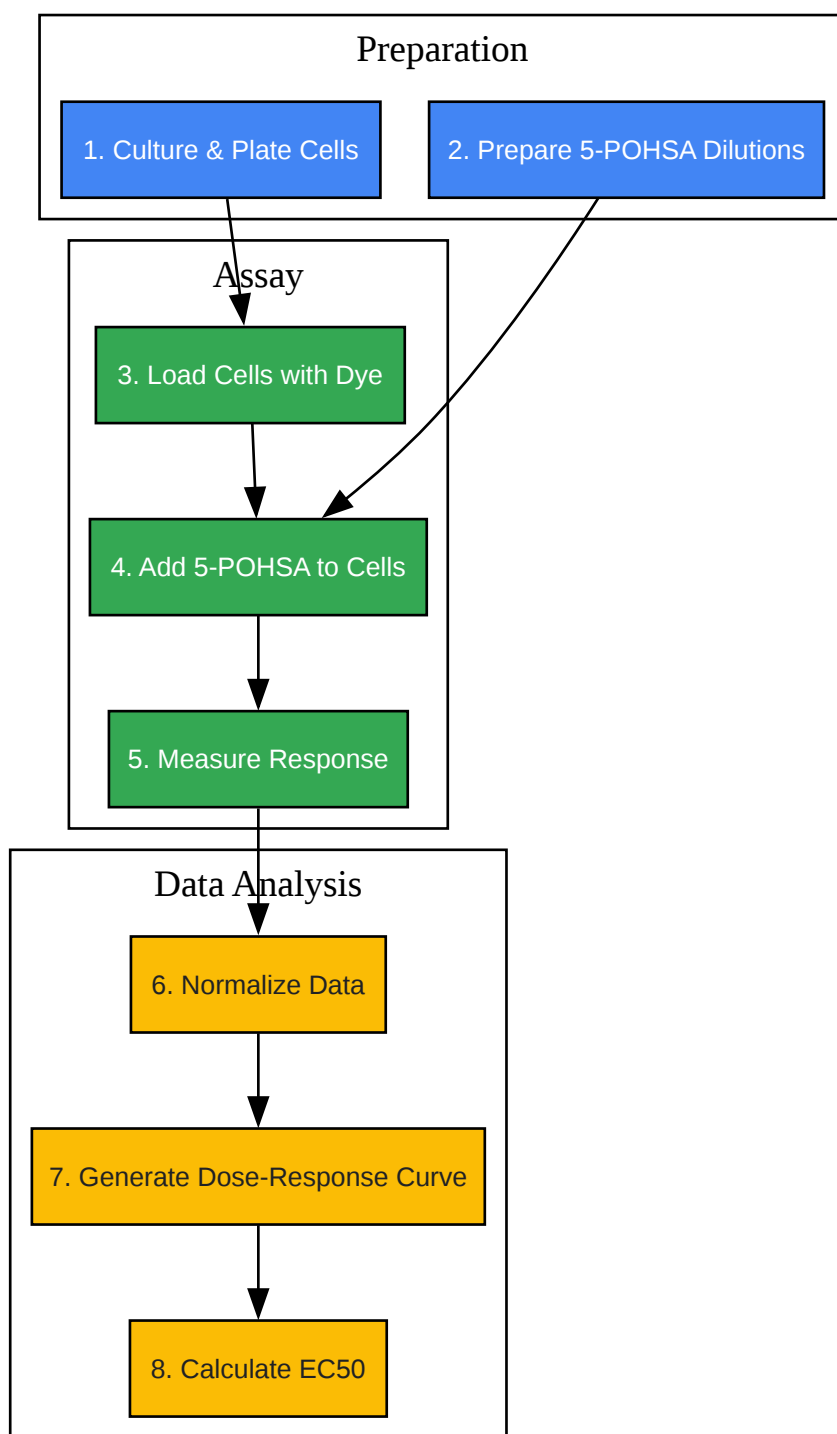 Preparation
1. Culture & Plate Cells
2. Prepare 5-POHSA Dilutions
Assay
3. Load Cells with Dye
4. Add 5-POHSA to Cells
5. Measure Response
Data Analysis
6. Normalize Data
7. Generate Dose-Response Curve
8. Calculate EC50